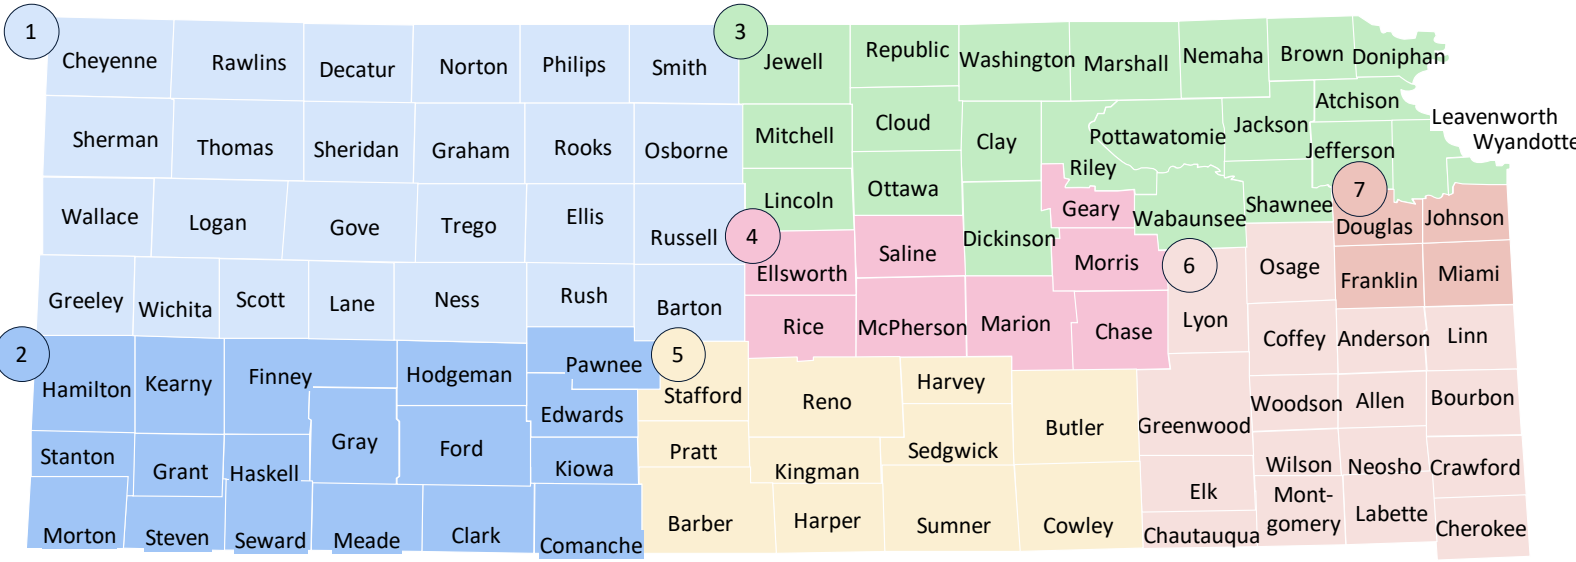 1
3
Cheyenne
Rawlins
Decatur
Norton
Philips
Smith
Jewell
Republic
Washington
Marshall
Nemaha
Brown
Doniphan
Sherman
Thomas
Sheridan
Graham
Rooks
Osborne
Mitchell
Cloud
Clay
Riley
Pottawatomie
Jackson
Atchison
Jefferson
Leavenworth
Wyandotte
Wallace
Logan
Gove
Trego
Ellis
Russell
Lincoln
Ottawa
Dickinson
Geary
Wabaunsee
Shawnee
7
Douglas
Johnson
4
Ellsworth
Saline
Morris
6
Osage
Franklin
Miami
Greeley
Wichita
Scott
Lane
Ness
Rush
Barton
Rice
McPherson
Marion
Chase
Lyon
Coffey
Anderson
Linn
2
Hamilton
Kearny
Finney
Hodgeman
Pawnee
5
Stafford
Reno
Harvey
Butler
Greenwood
Woodson
Allen
Bourbon
Edwards
Stanton
Grant
Haskell
Gray
Ford
Kiowa
Pratt
Kingman
Sedgwick
Elk
Wilson
Neosho
Crawford
Morton
Steven
Seward
Meade
Clark
Comanche
Barber
Harper
Sumner
Cowley
Chautauqua
Mont-
gomery
Labette
Cherokee